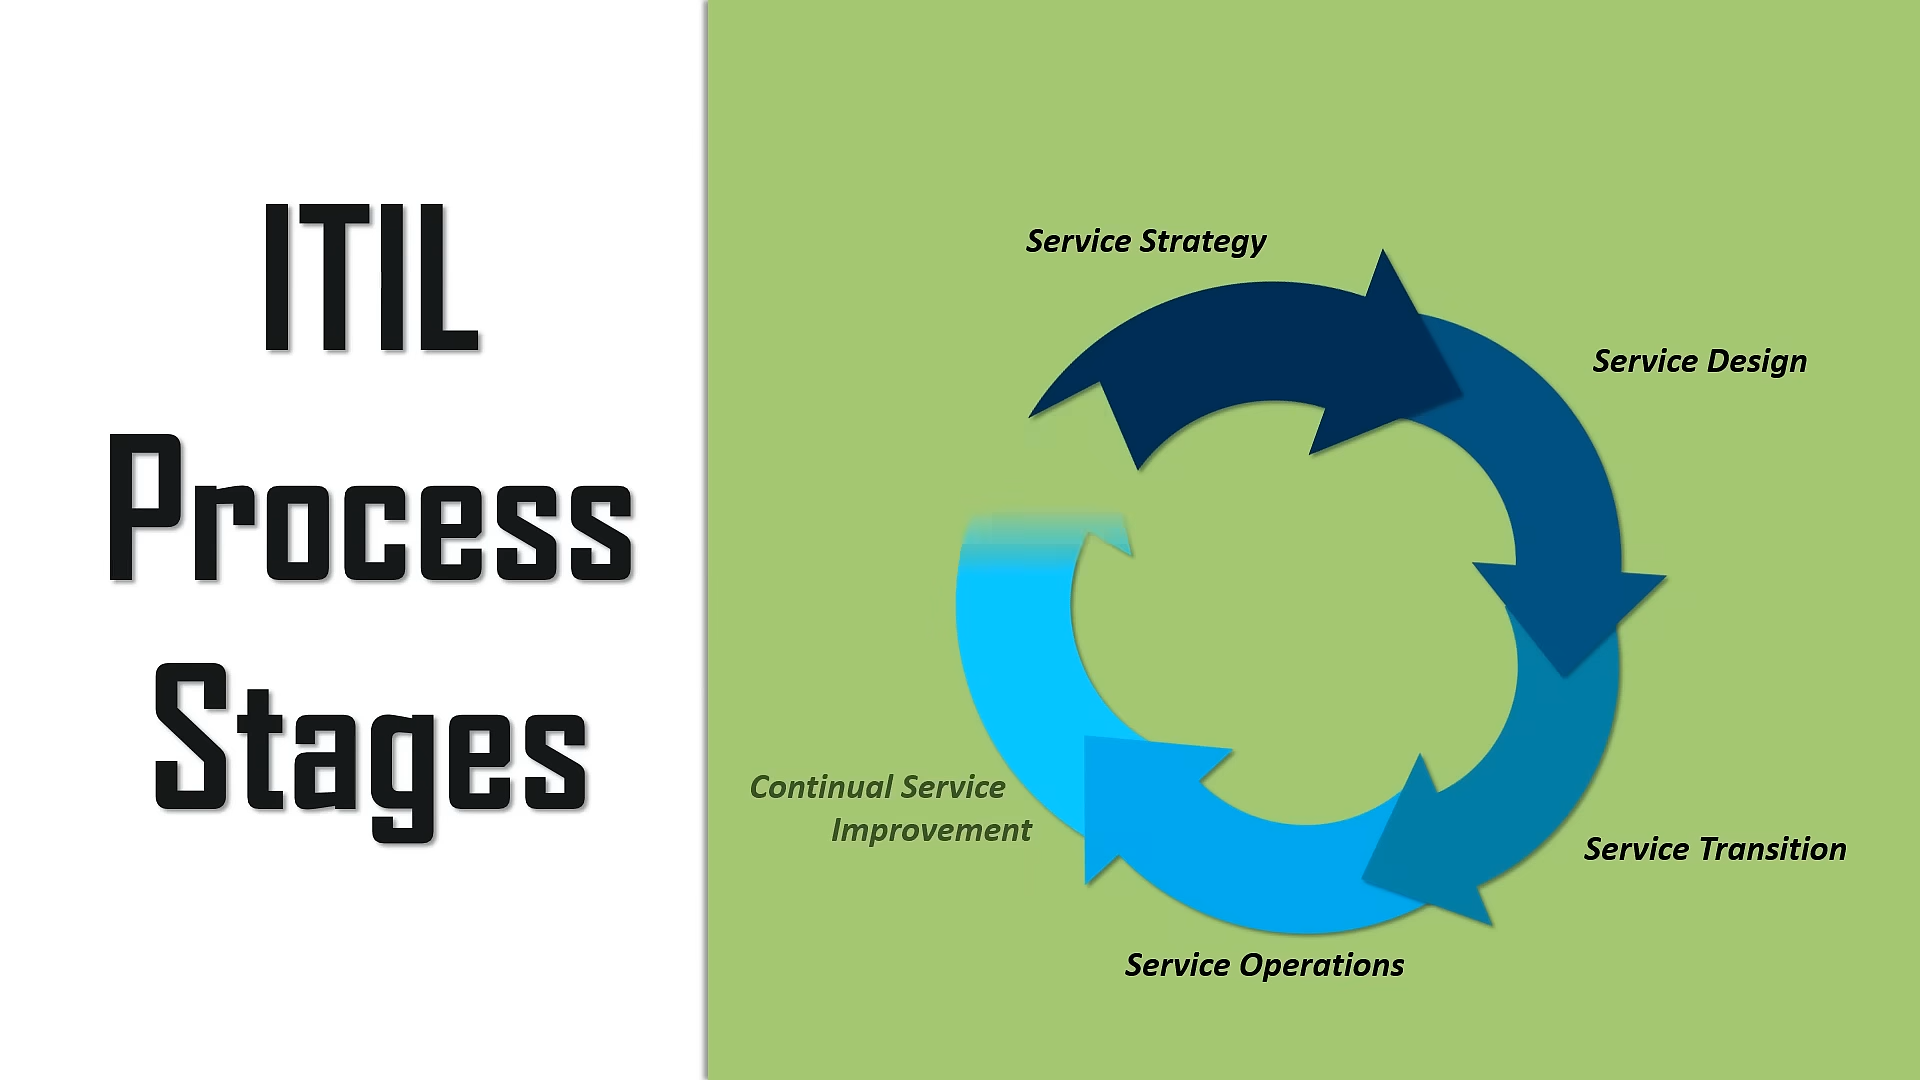 ITIL
Process
Stages
Service Strategy
Service Design
Service Transition
Service Operations
Continual Service
Improvement